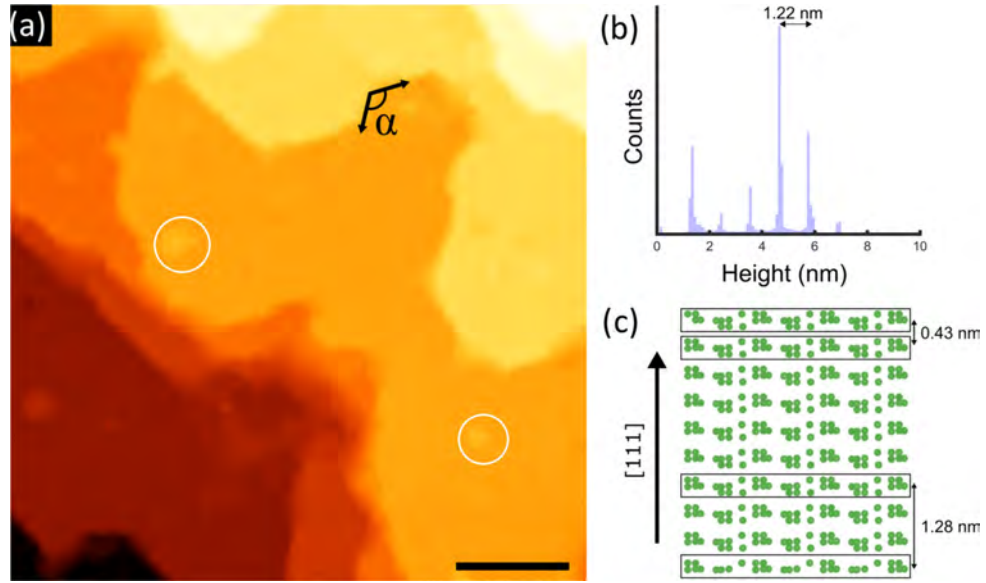 (a)
α
(b)
1.22 nm
Counts
0 2 4 6 8 10
Height (nm)
(c)
0.43 nm
[111]
1.28 nm